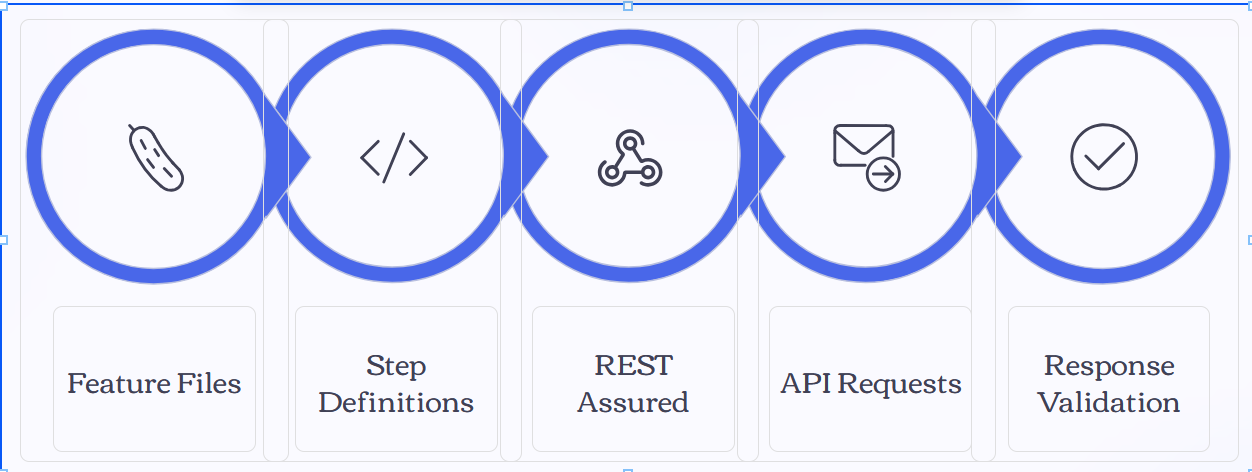 Feature Files
Step
Definitions
REST
Assured
API Requests
Response
Validation